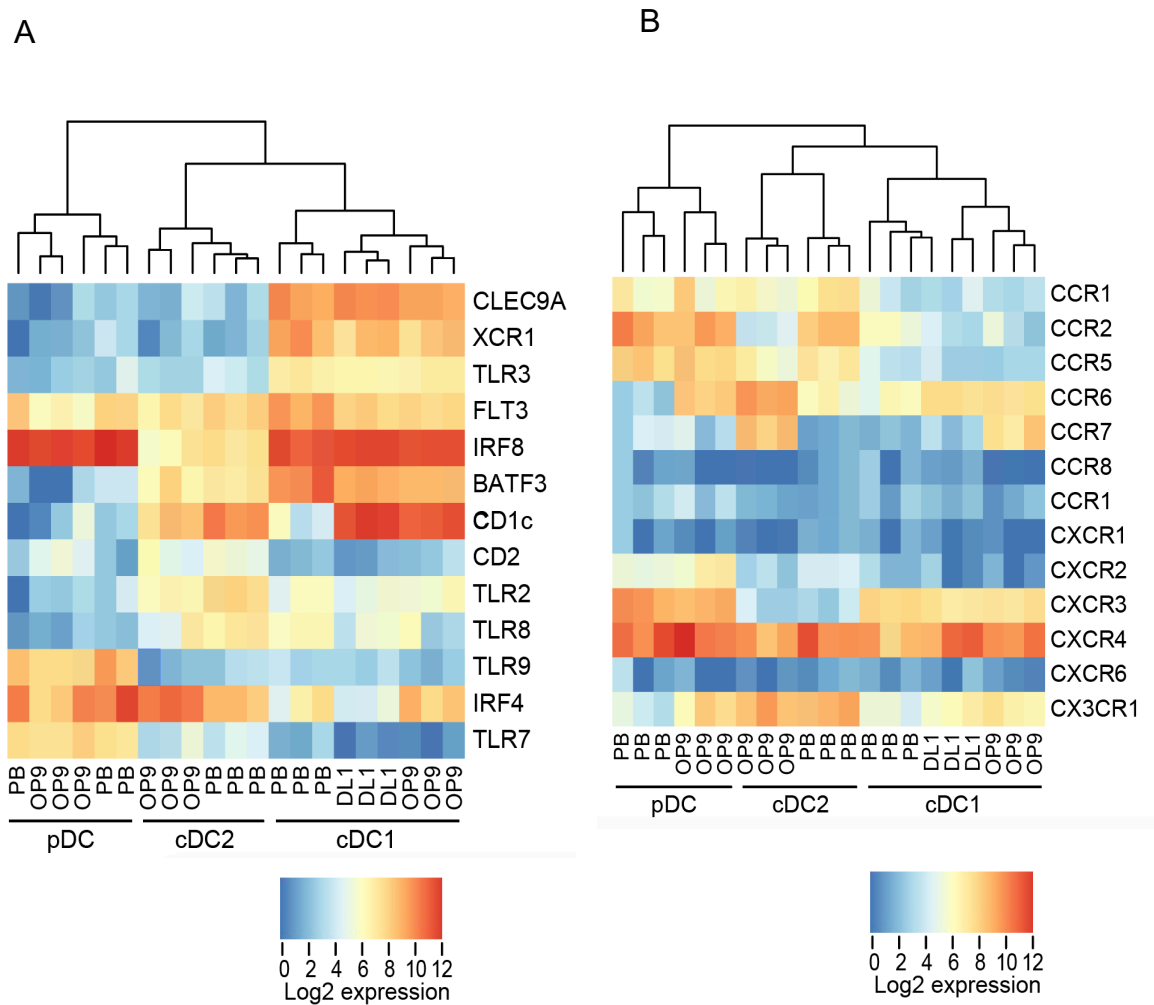 A
B
CLEC9A
XCR1
TLR3
FLT3
IRF8
BATF3
CD1c
CD2
TLR2
TLR8
TLR9
IRF4
TLR7
PB OP9 OP9 OP9 PB PB OP9 OP9 OP9 PB PB PB PB PB PB DL1 DL1 DL1 OP9 OP9 OP9
pDC cDC2 cDC1
0 2 4 6 8 10 12
Log2 expression
CCR1
CCR2
CCR5
CCR6
CCR7
CCR8
CCR1
CXCR1
CXCR2
CXCR3
CXCR4
CXCR6
CX3CR1
PB PB PB OP9 OP9 OP9 OP9 OP9 OP9 PB PB PB PB PB PB DL1 DL1 DL1 OP9 OP9 OP9
pDC cDC2 cDC1
0 2 4 6 8 10 12
Log2 expression